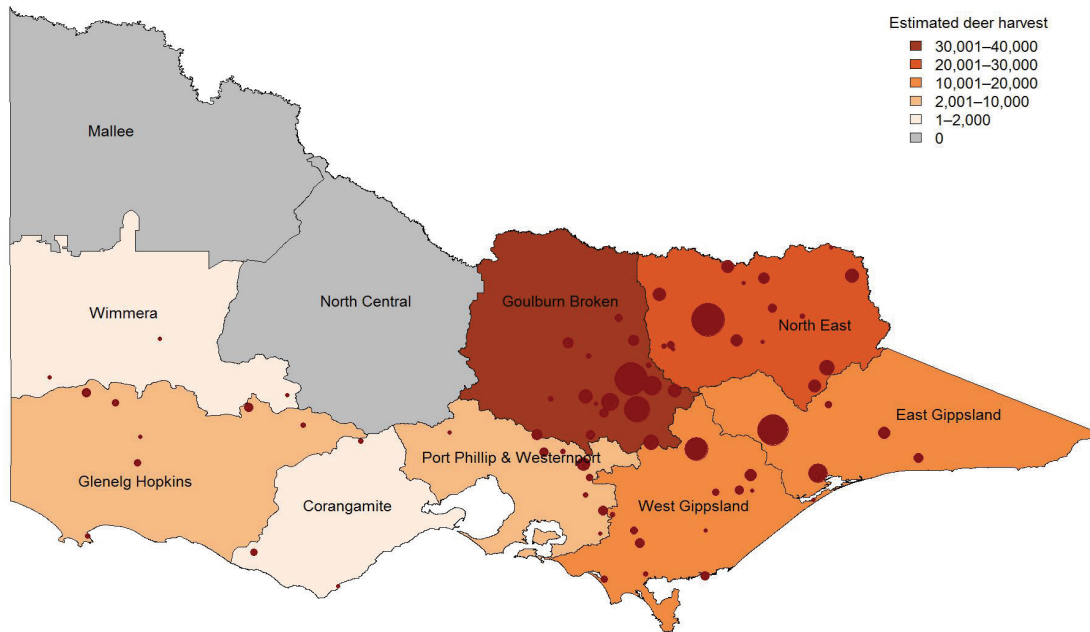 Estimated deer harvest
30,001–40,000
20,001–30,000
10,001–20,000
2,001–10,000
1–2,000
0
Mallee
Wimmera
North Central
Goulburn Broken
North East
East Gippsland
Port Phillip & Westernport
Glenelg Hopkins
Corangamite
West Gippsland